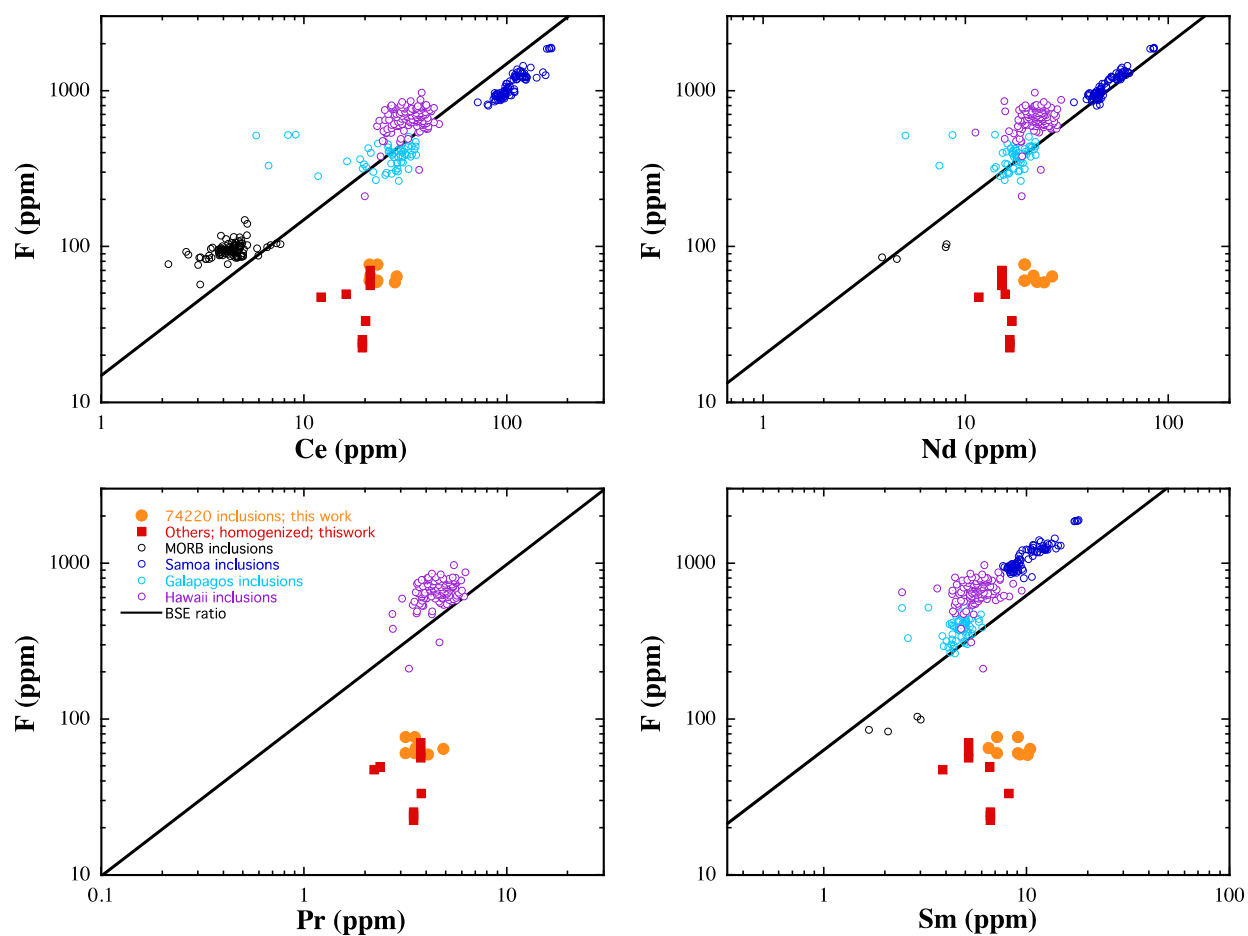 1000
100
10
F (ppm)
1
10
100
Ce (ppm)
1000
100
10
F (ppm)
1
10
100
Nd (ppm)
1000
100
10
F (ppm)
74220 inclusions; this work
Others; homogenized; thiswork
MORB inclusions
Samoa inclusions
Galapagos inclusions
Hawaii inclusions
BSE ratio
0.1
1
10
Pr (ppm)
1000
100
10
F (ppm)
1
10
100
Sm (ppm)